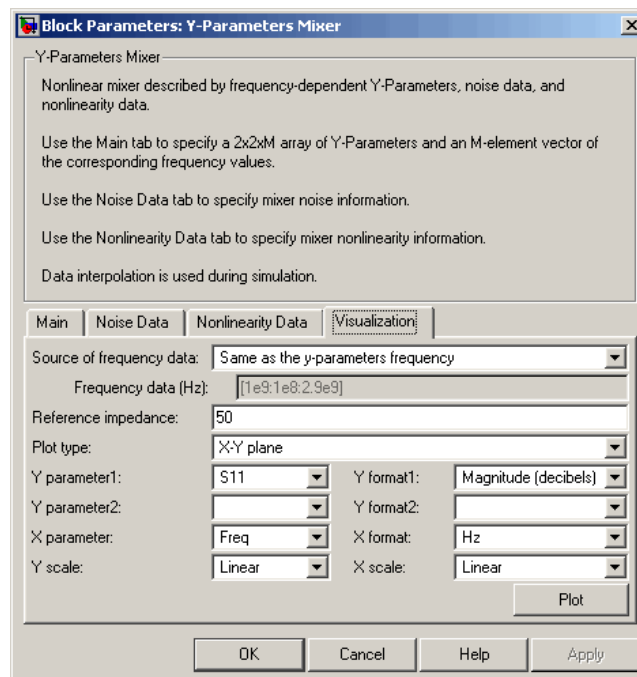 Block Parameters: Y-Parameters Mixer
Y-Parameters Mixer
Nonlinear mixer described by frequency-dependent Y-Parameters, noise data, and
nonlinearity data.
Use the Main tab to specify a 2x2xM array of Y-Parameters and an M-element vector of
the corresponding frequency values.
Use the Noise Data tab to specify mixer noise information.
Use the Nonlinearity Data tab to specify mixer nonlinearity information.
Data interpolation is used during simulation.
Main Noise Data Nonlinearity Data Visualization
Source of frequency data: Same as the y-parameters frequency
Frequency data (Hz): [1e9:1e8:2.9e9]
Reference impedance: 50
Plot type: X-Y plane
Y parameter1: S11 Y format1: Magnitude (decibels)
Y parameter2: Y format2:
X parameter: Freq X format: Hz
Y scale: Linear X scale: Linear
Plot
OK Cancel Help Apply